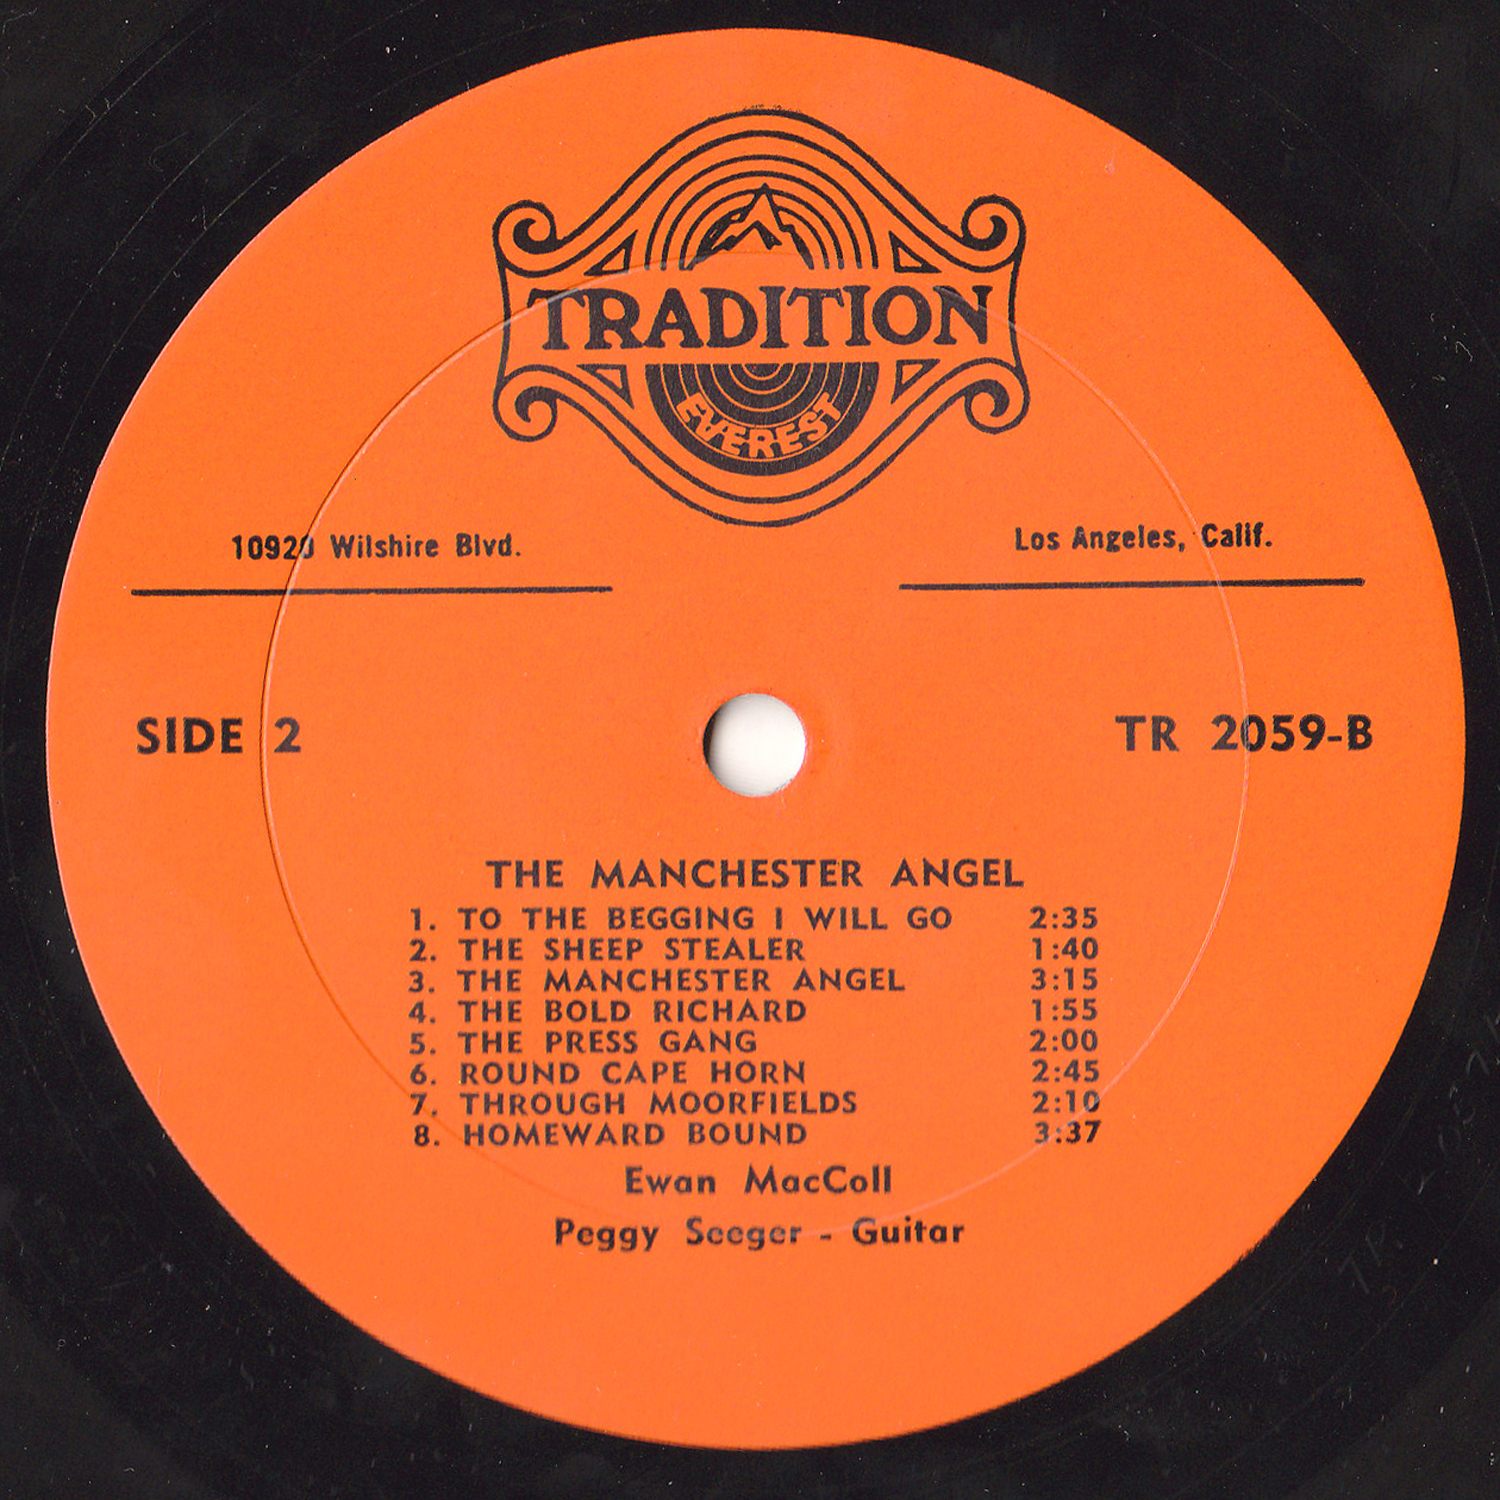 TRADITION
EVEREST
10920 Wilshire Blvd.
Los Angeles, Calif.
SIDE 2
TR 2059-B
THE MANCHESTER ANGEL
1. TO THE BEGGING I WILL GO 2:35
2. THE SHEEP STEALER 1:40
3. THE MANCHESTER ANGEL 3:15
4. THE BOLD RICHARD 1:55
5. THE PRESS GANG 2:00
6. ROUND CAPE HORN 2:45
7. THROUGH MOORFIELDS 2:10
8. HOMEWARD BOUND 3:37
Ewan MacColl
Peggy Seeger - Guitar